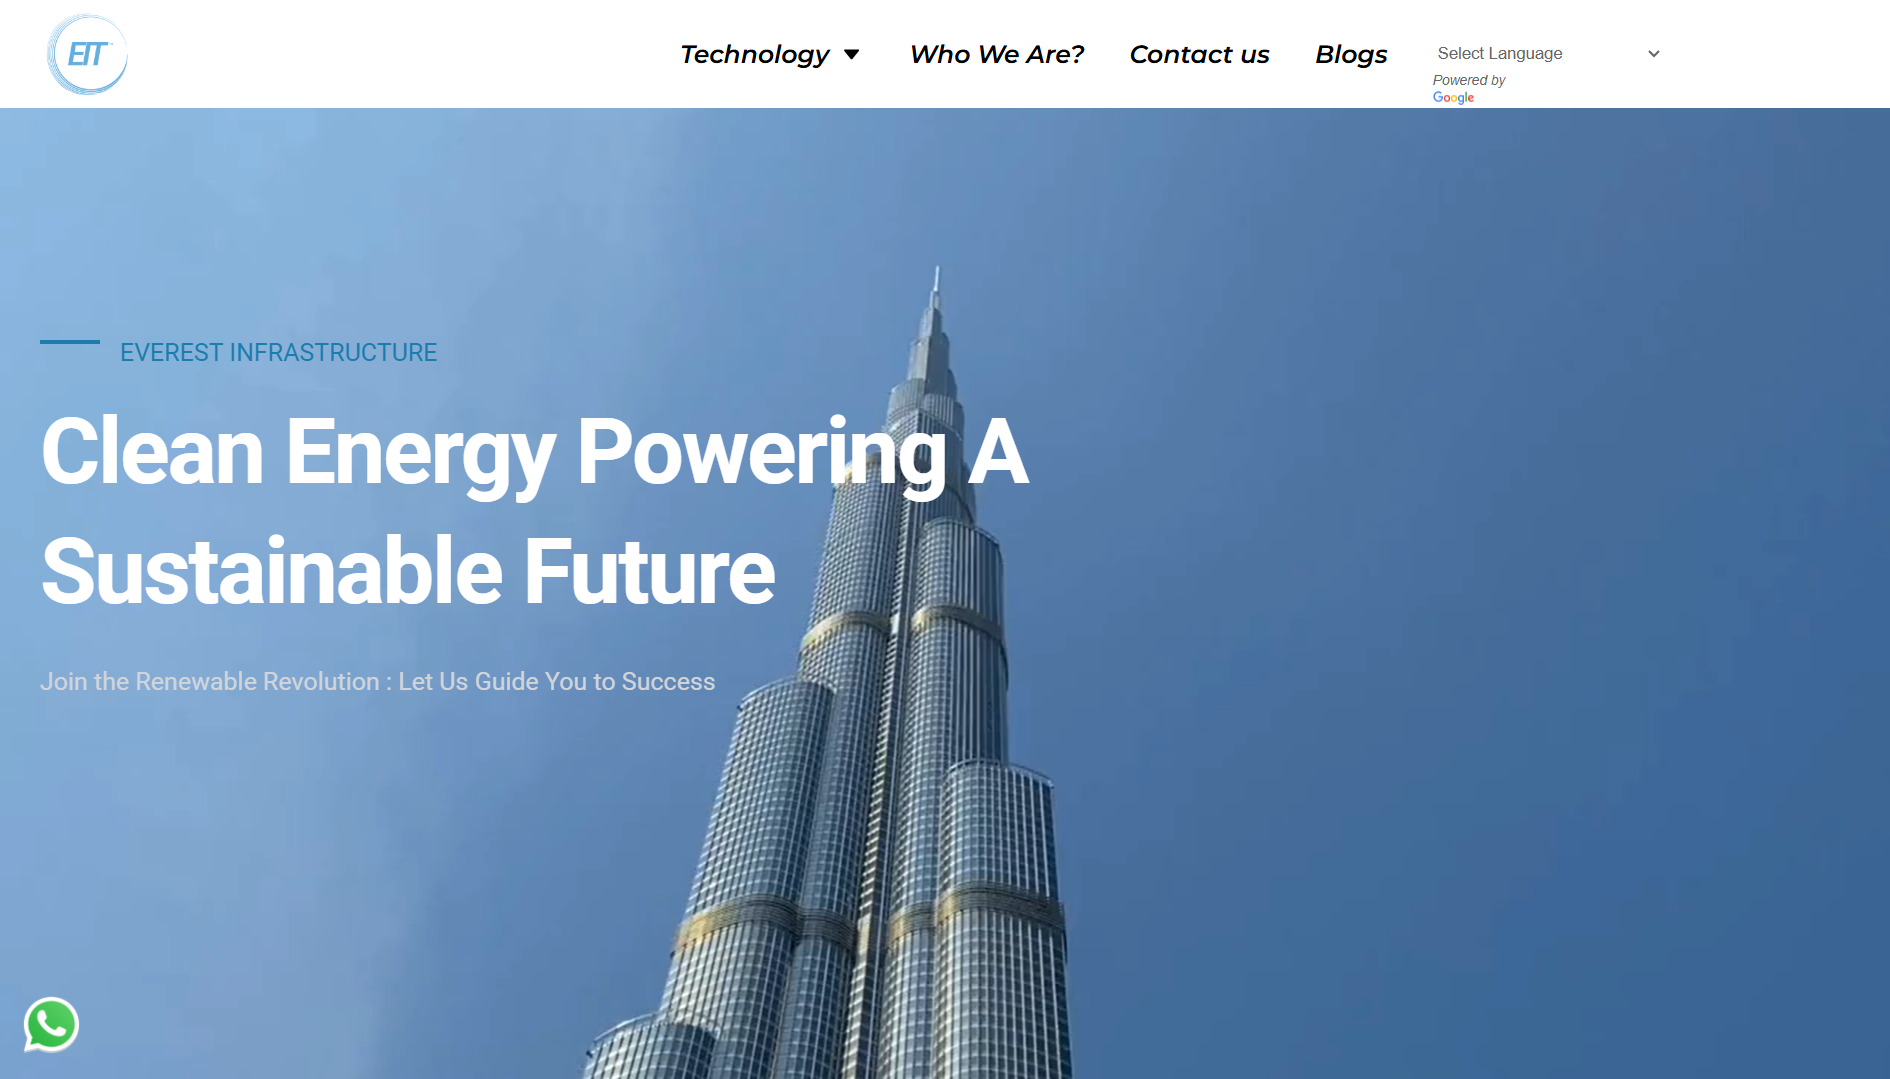 EIT
Technology
Who We Are?
Contact us
Blogs
Select Language
Powered by
Google
EVEREST INFRASTRUCTURE
Clean Energy Powering A
Sustainable Future
Join the Renewable Revolution : Let Us Guide You to Success